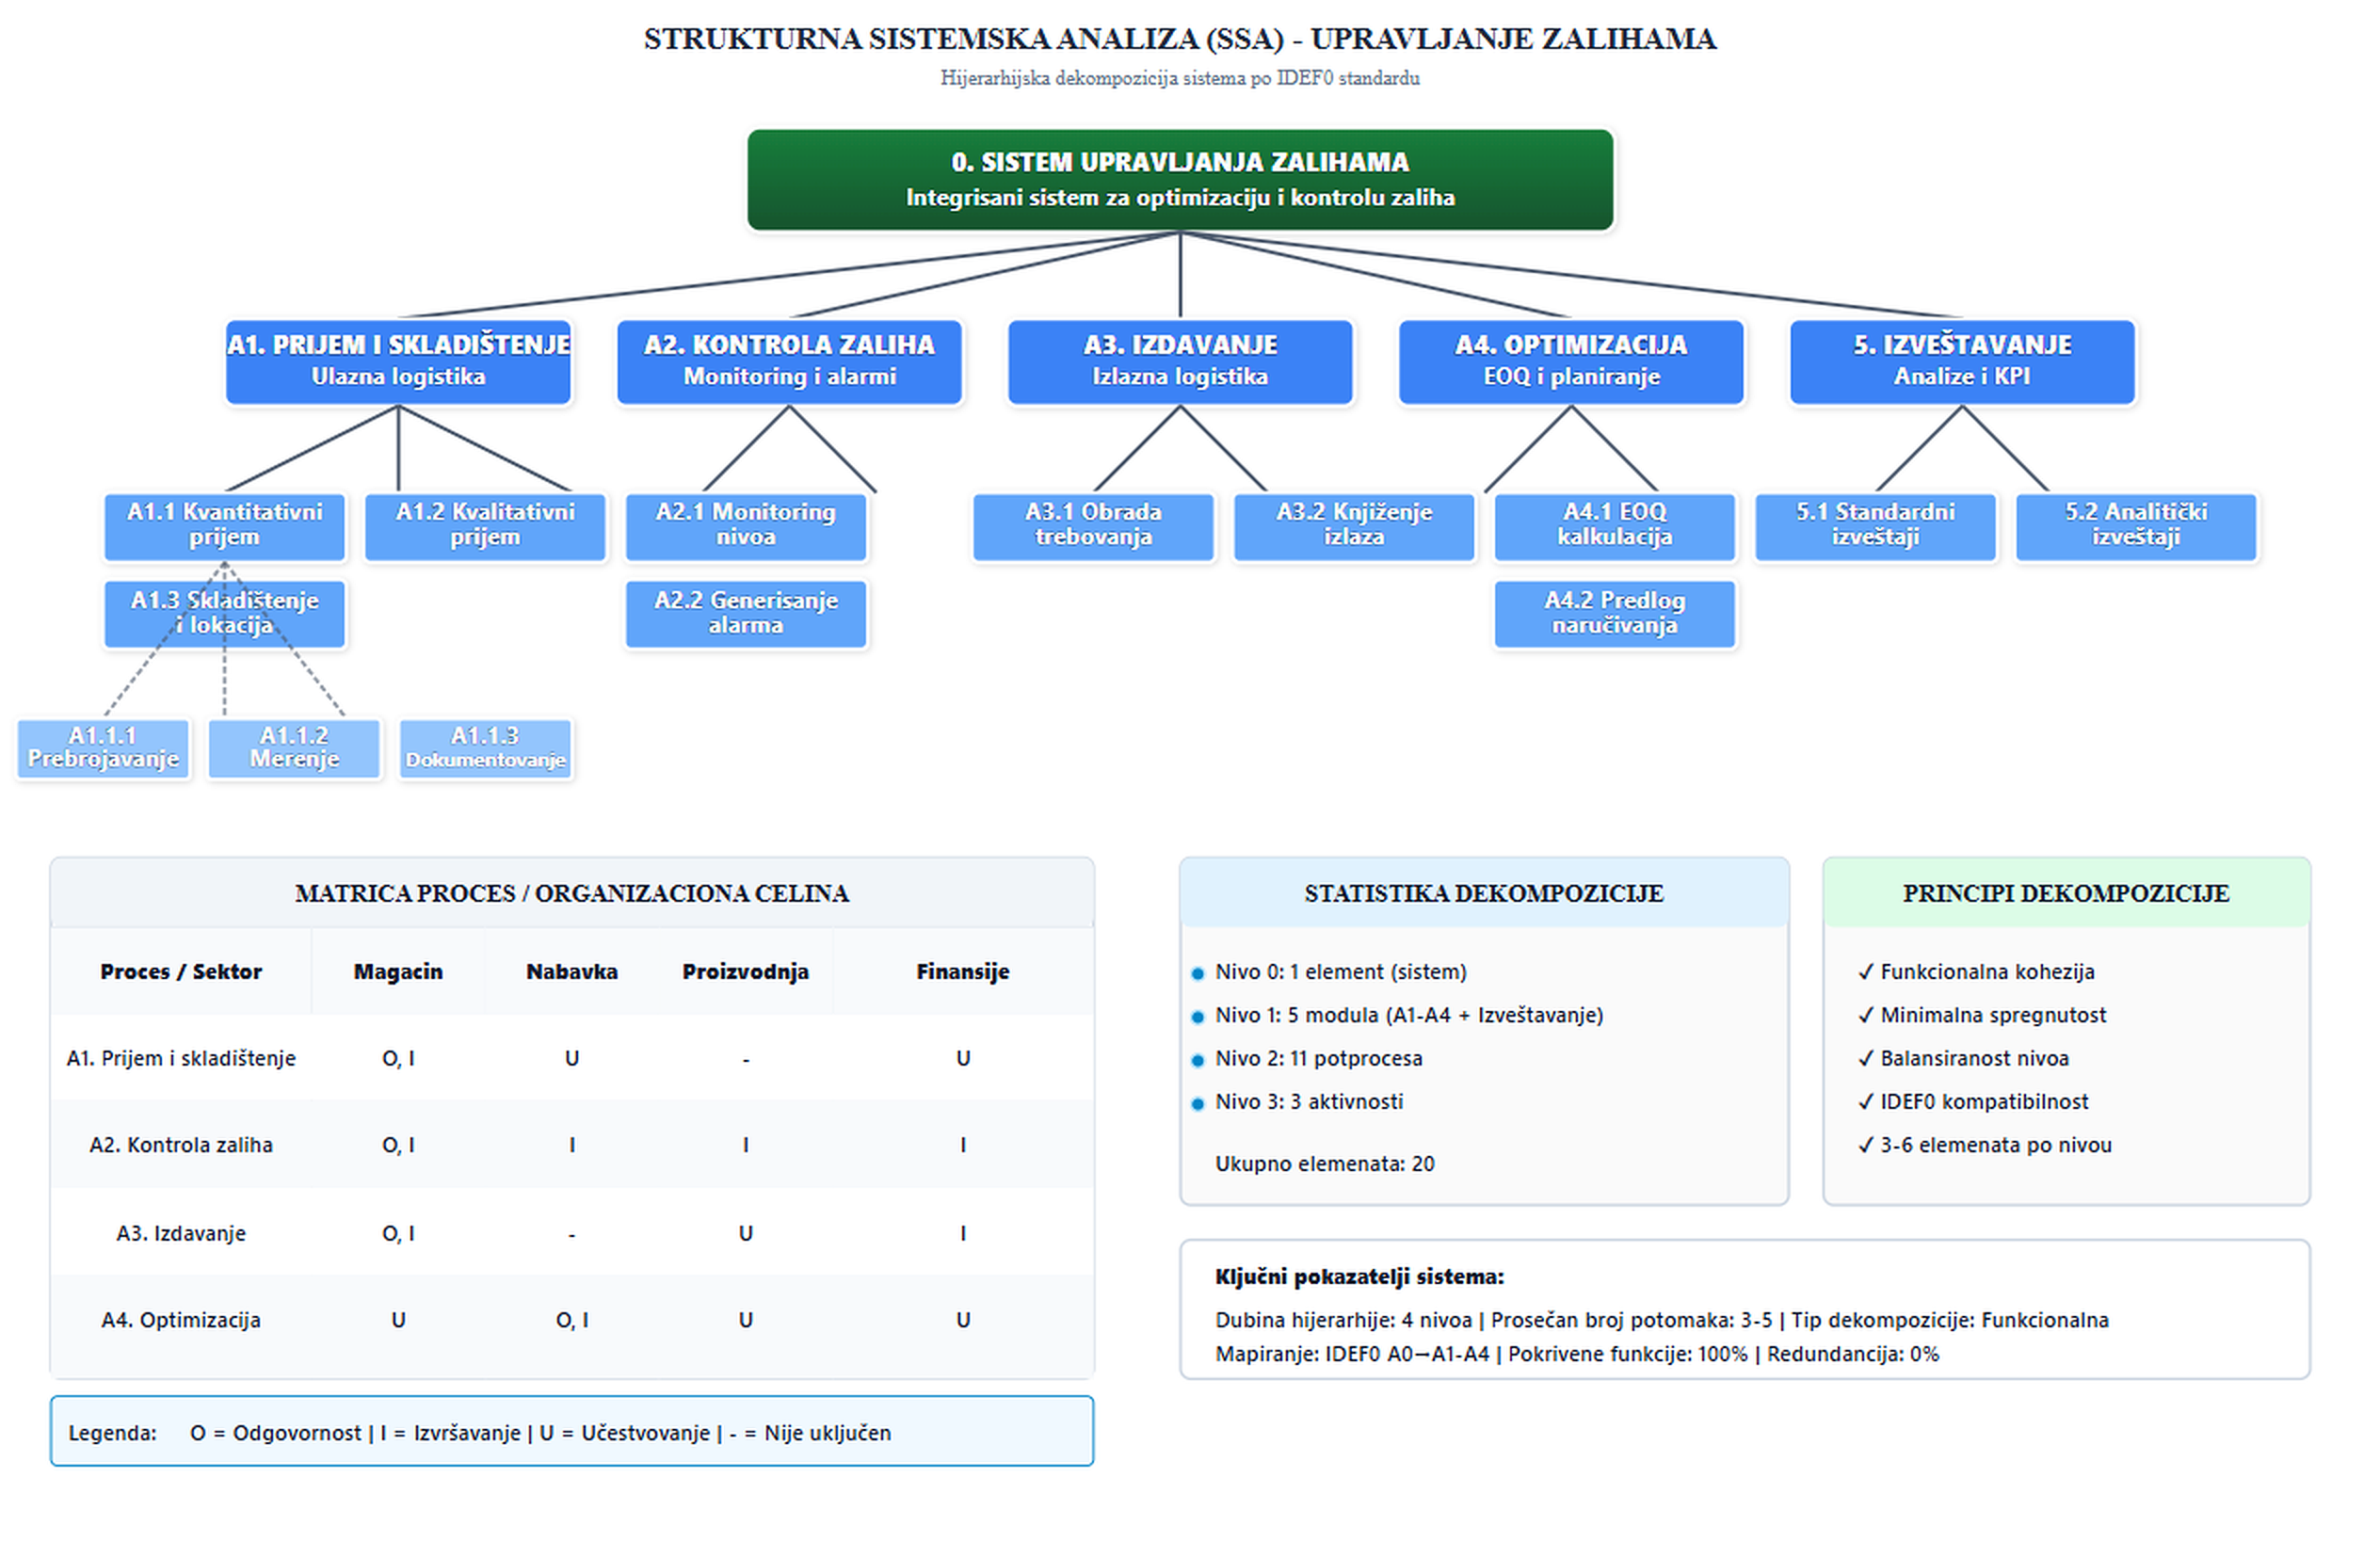 STRUKTURNA SISTEMSKA ANALIZA (SSA) - UPRAVLJANJE ZALIHAMA
Hijerarhijska dekompozicija sistema po IDEF0 standardu
0. SISTEM UPRAVLJANJA ZALIHAMA
Integrisani sistem za optimizaciju i kontrolu zaliha
A1. PRIJEM I SKLADIŠTENJE
Ulazna logistika
A2. KONTROLA ZALIHA
Monitoring i alarmi
A3. IZDAVANJE
Izlazna logistika
A4. OPTIMIZACIJA
EOQ i planiranje
5. IZVEŠTAVANJE
Analize i KPI
A1.1 Kvantitativni
prijem
A1.2 Kvalitativni
prijem
A2.1 Monitoring
nivoa
A3.1 Obrada
trebovanja
A3.2 Knjiženje
izlaza
A4.1 EOQ
kalkulacija
5.1 Standardni
izveštaji
5.2 Analitički
izveštaji
A1.3 Skladištenje
i lokacija
A2.2 Generisanje
alarma
A4.2 Predlog
naručivanja
A1.1.1
Prebrojavanje
A1.1.2
Merenje
A1.1.3
Dokumentovanje
MATRICA PROCES / ORGANIZACIONA CELINA
Proces / Sektor Magacin Nabavka Proizvodnja Finansije
A1. Prijem i skladištenje O, I U - U
A2. Kontrola zaliha O, I I I I
A3. Izdavanje O, I - U I
A4. Optimizacija U O, I U U
Legenda: O = Odgovornost | I = Izvršavanje | U = Učestvovanje | - = Nije uključen
STATISTIKA DEKOMPOZICIJE
Nivo 0: 1 element (sistem)
Nivo 1: 5 modula (A1-A4 + Izveštavanje)
Nivo 2: 11 potprocesa
Nivo 3: 3 aktivnosti
Ukupno elemenata: 20
PRINCIPI DEKOMPOZICIJE
✓ Funkcionalna kohezija
✓ Minimalna spregnutost
✓ Balansiranost nivoa
✓ IDEF0 kompatibilnost
✓ 3-6 elemenata po nivou
Ključni pokazatelji sistema:
Dubina hijerarhije: 4 nivoa | Prosečan broj potomaka: 3-5 | Tip dekompozicije: Funkcionalna
Mapiranje: IDEF0 A0→A1-A4 | Pokrivene funkcije: 100% | Redundancija: 0%